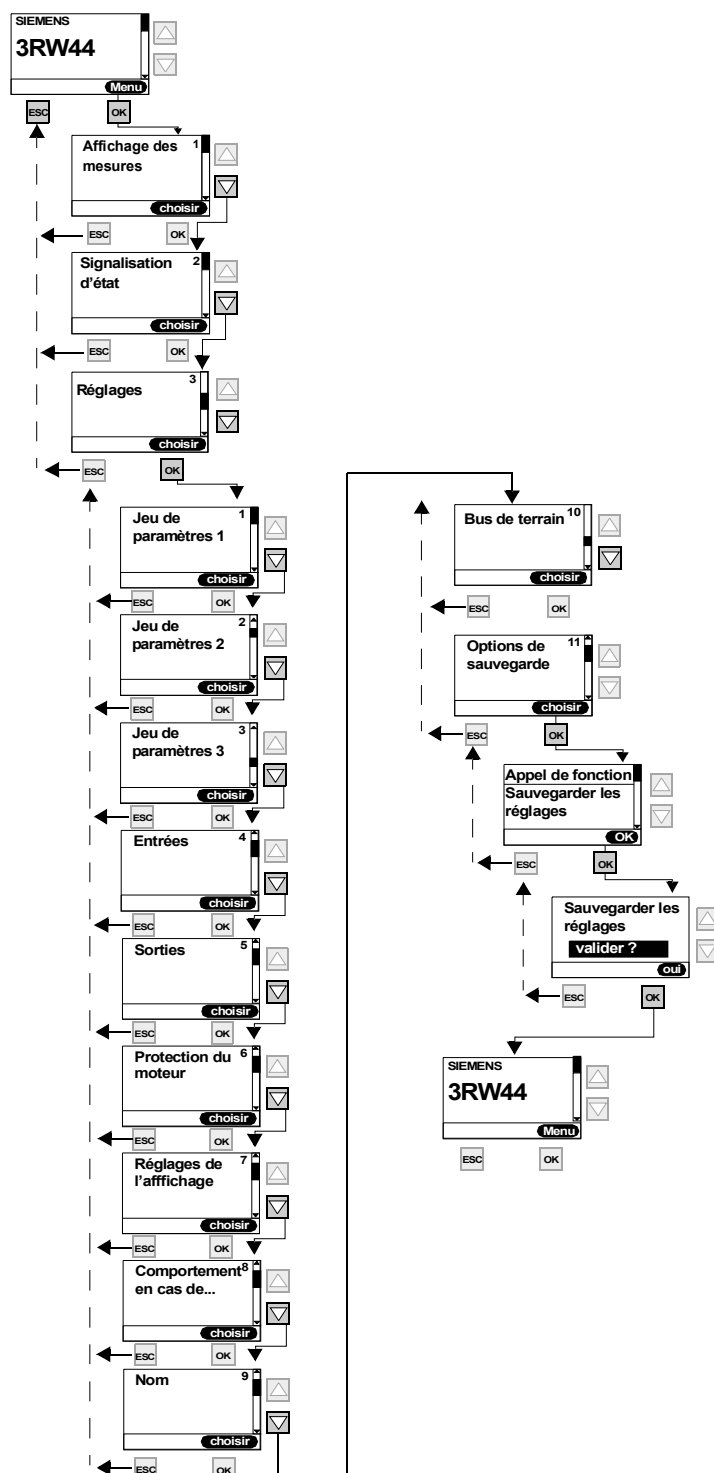 SIEMENS
3RW44
Menu
ESC
OK
Affichage des
mesures
1
choisir
ESC
OK
Signalisation
d'état
2
choisir
ESC
OK
Réglages
3
choisir
ESC
OK
Jeu de
paramètres 1
1
choisir
ESC
OK
Jeu de
paramètres 2
2
choisir
ESC
OK
Jeu de
paramètres 3
3
choisir
ESC
OK
Entrées
4
choisir
ESC
OK
Sorties
5
choisir
ESC
OK
Protection du
moteur
6
choisir
ESC
OK
Réglages de
l'afffichage
7
choisir
ESC
OK
Comportement
en cas de...
8
choisir
ESC
OK
Nom
9
choisir
ESC
OK
Bus de terrain
10
choisir
ESC
OK
Options de
sauvegarde
11
choisir
ESC
OK
Appel de fonction
Sauvegarder les
réglages
OK
ESC
OK
Sauvegarder les
réglages
valider ?
oui
ESC
OK
SIEMENS
3RW44
Menu
ESC
OK